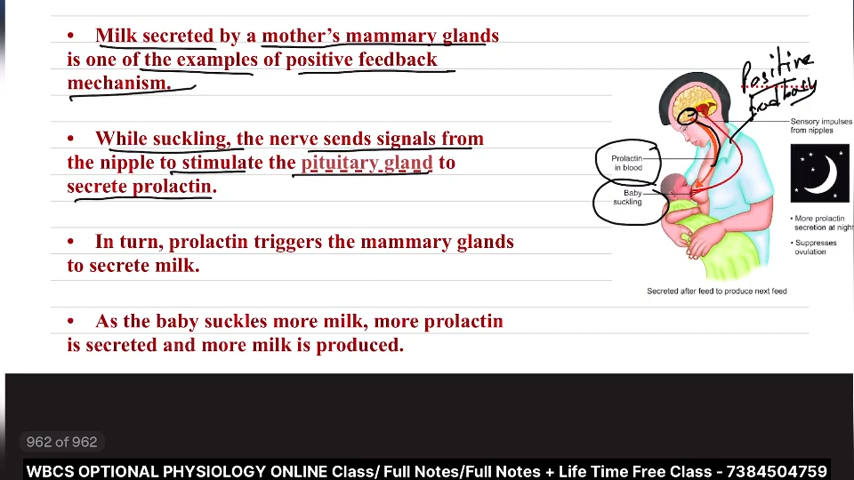 • Milk secreted by a mother's mammary glands
is one of the examples of positive feedback
mechanism.
Positive
feedback
• While suckling, the nerve sends signals from
the nipple to stimulate the pituitary gland to
secrete prolactin.
Sensory impulses
from nipples
Prolactin
in blood
Baby
suckling
• More prolactin
secretion at night
• Suppresses
ovulation
Secreted after feed to produce next feed
• In turn, prolactin triggers the mammary glands
to secrete milk.
• As the baby suckles more milk, more prolactin
is secreted and more milk is produced.
962 of 962
WBCS OPTIONAL PHYSIOLOGY ONLINE Class/ Full Notes/Full Notes + Life Time Free Class - 7384504759